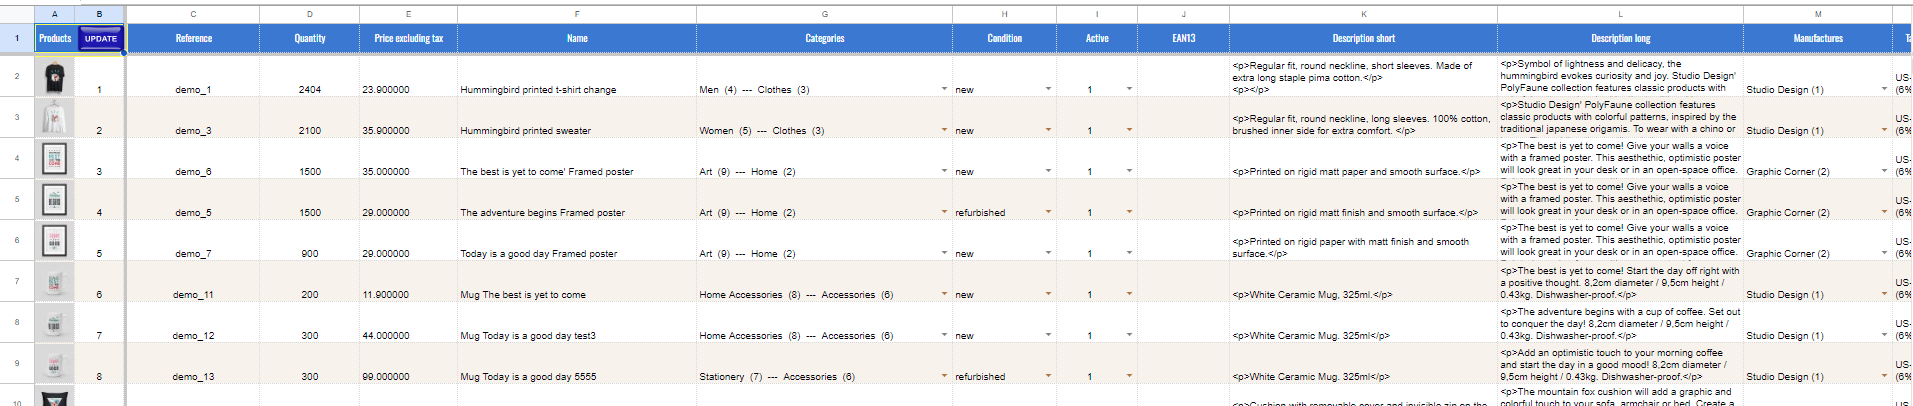 A B C D E F G H I J K L M
1 Products UPDATE Reference Quantity Price excluding tax Name Categories Condition Active EAN13 Description short Description long Manufactures
2 1 demo_1 2404 23.900000 Hummingbird printed t-shirt change Men (4) --- Clothes (3) new 1
<p>Regular fit, round neckline, short sleeves. Made of
extra long staple pima cotton.</p>
<p></p>
<p>Symbol of lightness and delicacy, the
hummingbird evokes curiosity and joy. Studio Design'
PolyFaune collection features classic products with
Studio Design (1) US-
(6%
3 2 demo_3 2100 35.900000 Hummingbird printed sweater Women (5) --- Clothes (3) new 1
<p>Regular fit, round neckline, long sleeves. 100% cotton,
brushed inner side for extra comfort. </p>
<p>Studio Design' PolyFaune collection features
classic products with colorful patterns, inspired by the
traditional japanese origamis. To wear with a chino or
Studio Design (1) US-
(6%
4 3 demo_6 1500 35.000000 The best is yet to come' Framed poster Art (9) --- Home (2) new 1
<p>Printed on rigid matt paper and smooth surface.</p>
<p>The best is yet to come! Give your walls a voice
with a framed poster. This aesthethic, optimistic poster
will look great in your desk or in an open-space office.
Graphic Corner (2) US-
(6%
5 4 demo_5 1500 29.000000 The adventure begins Framed poster Art (9) --- Home (2) refurbished 1
<p>Printed on rigid matt finish and smooth surface.</p>
<p>The best is yet to come! Give your walls a voice
with a framed poster. This aesthethic, optimistic poster
will look great in your desk or in an open-space office.
Graphic Corner (2) US-
(6%
6 5 demo_7 900 29.000000 Today is a good day Framed poster Art (9) --- Home (2) new 1
<p>Printed on rigid paper with matt finish and smooth
surface.</p>
<p>The best is yet to come! Give your walls a voice
with a framed poster. This aesthethic, optimistic poster
will look great in your desk or in an open-space office.
Graphic Corner (2) US-
(6%
7 6 demo_11 200 11.900000 Mug The best is yet to come Home Accessories (8) --- Accessories (6) new 1
<p>White Ceramic Mug, 325ml.</p>
<p>The best is yet to come! Start the day off right with
a positive thought. 8,2cm diameter / 9,5cm height /
0.43kg. Dishwasher-proof.</p>
Studio Design (1) US-
(6%
8 7 demo_12 300 44.000000 Mug Today is a good day test3 Home Accessories (8) --- Accessories (6) new 1
<p>White Ceramic Mug. 325ml</p>
<p>The adventure begins with a cup of coffee. Set out
to conquer the day! 8,2cm diameter / 9,5cm height /
0.43kg. Dishwasher-proof.</p>
Studio Design (1) US-
(6%
9 8 demo_13 300 99.000000 Mug Today is a good day 5555 Stationery (7) --- Accessories (6) refurbished 1
<p>White Ceramic Mug. 325ml</p>
<p>Add an optimistic touch to your morning coffee
and start the day in a good mood! 8,2cm diameter /
9,5cm height / 0.43kg. Dishwasher-proof.</p>
Studio Design (1) US-
(6%
10
<p>Cushion with removable cover and invisible zip on the
<p>The mountain fox cushion will add a graphic and
colorful touch to your sofa, armchair or bed. Create a
US-